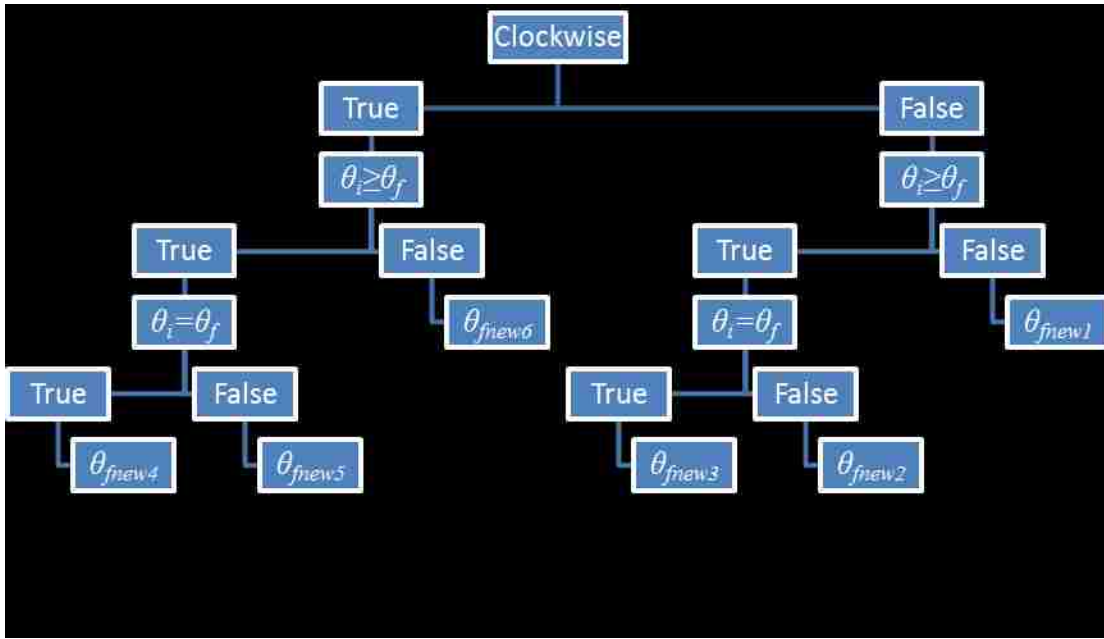 Clockwise
True
False
θi≥θf
θi≥θf
True
False
True
False
θi=θf
θfnew6
θi=θf
θfnew1
True
False
True
False
θfnew4
θfnew5
θfnew3
θfnew2